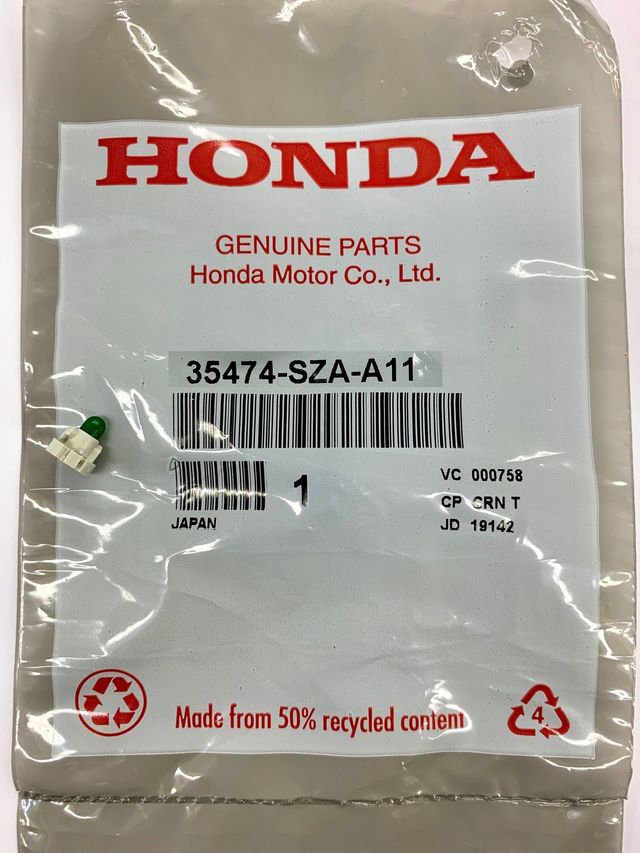 HONDA
GENUINE PARTS
Honda Motor Co., Ltd.
35474-SZA-A11
1
VC 000758
CP CRN T
JAPAN
JD 19142
Made from 50% recycled content
4